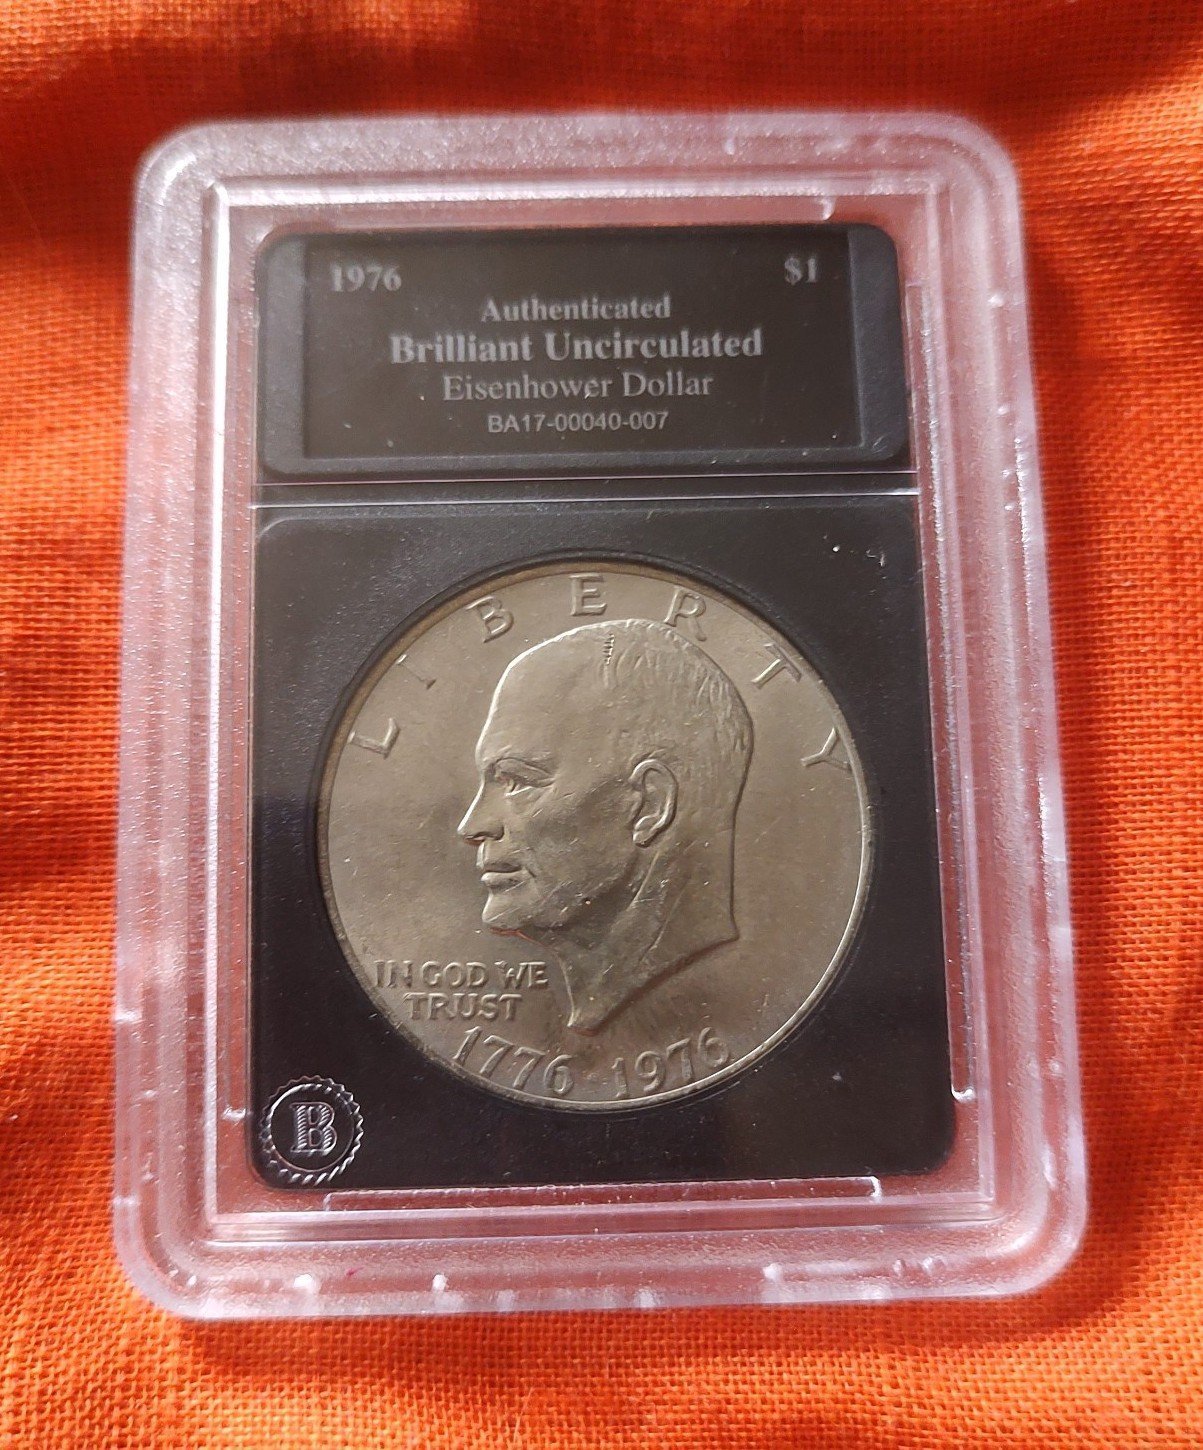 1976 $1
Authenticated
Brilliant Uncirculated
Eisenhower Dollar
BA17-00040-007
LIBERTY
IN GOD WE
TRUST
1776·1976
B